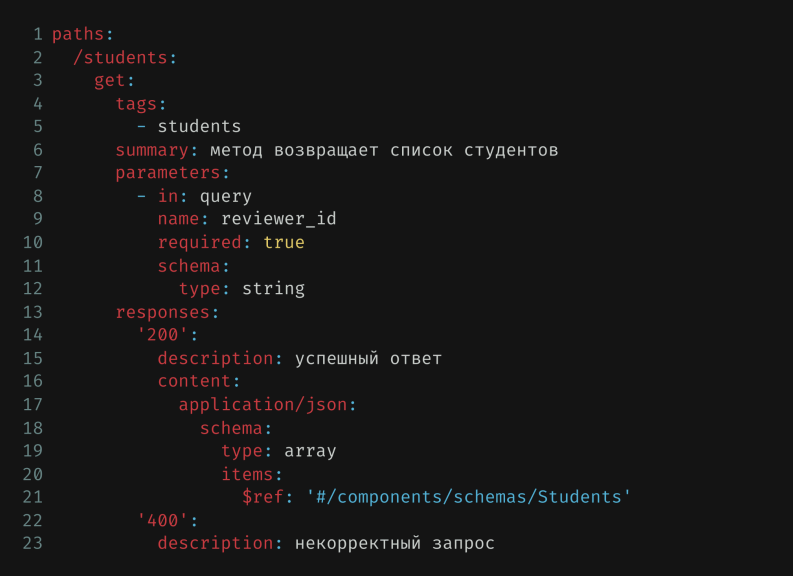 1 paths:
2   /students:
3     get:
4       tags:
5         - students
6       summary: метод возвращает список студентов
7       parameters:
8         - in: query
9           name: reviewer_id
10           required: true
11           schema:
12             type: string
13       responses:
14         '200':
15           description: успешный ответ
16           content:
17             application/json:
18               schema:
19                 type: array
20                 items:
21                   $ref: '#/components/schemas/Students'
22         '400':
23           description: некорректный запрос